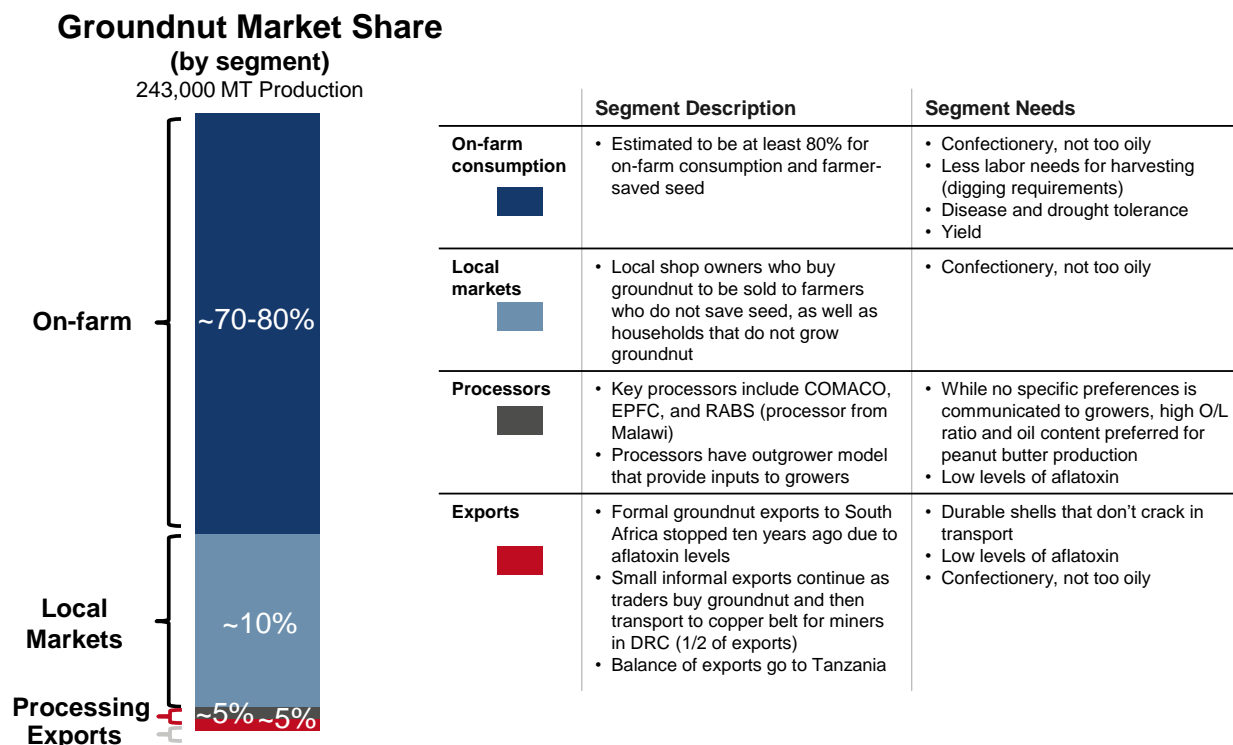 Groundnut Market Share
(by segment)
243,000 MT Production
On-farm
~70-80%
Local
Markets
~10%
Processing
~5%
~5%
Exports
Segment Description
Segment Needs
On-farm
consumption
• Estimated to be at least 80% for
on-farm consumption and farmer-
saved seed
• Confectionery, not too oily
• Less labor needs for harvesting
(digging requirements)
• Disease and drought tolerance
• Yield
Local
markets
• Local shop owners who buy
groundnut to be sold to farmers
who do not save seed, as well as
households that do not grow
groundnut
• Confectionery, not too oily
Processors
• Key processors include COMACO,
EPFC, and RABS (processor from
Malawi)
• Processors have outgrower model
that provide inputs to growers
• While no specific preferences is
communicated to growers, high O/L
ratio and oil content preferred for
peanut butter production
• Low levels of aflatoxin
Exports
• Formal groundnut exports to South
Africa stopped ten years ago due to
aflatoxin levels
• Small informal exports continue as
traders buy groundnut and then
transport to copper belt for miners
in DRC (1/2 of exports)
• Balance of exports go to Tanzania
• Durable shells that don't crack in
transport
• Low levels of aflatoxin
• Confectionery, not too oily